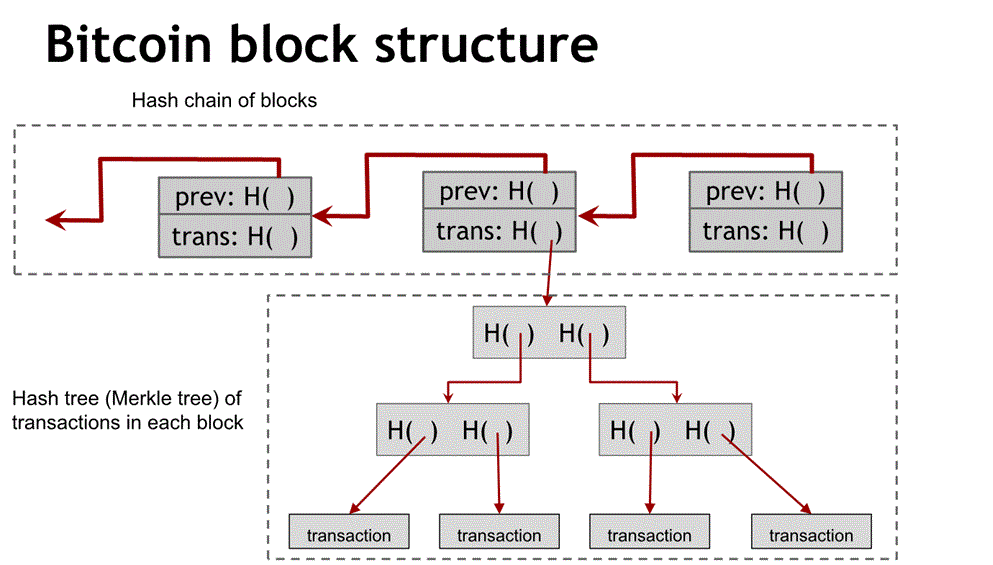 Bitcoin block structure
Hash chain of blocks
prev: H( )
trans: H( )
prev: H( )
trans: H( )
prev: H( )
trans: H( )
Hash tree (Merkle tree) of
transactions in each block
H( ) H( )
H( ) H( )
H( ) H( )
transaction
transaction
transaction
transaction